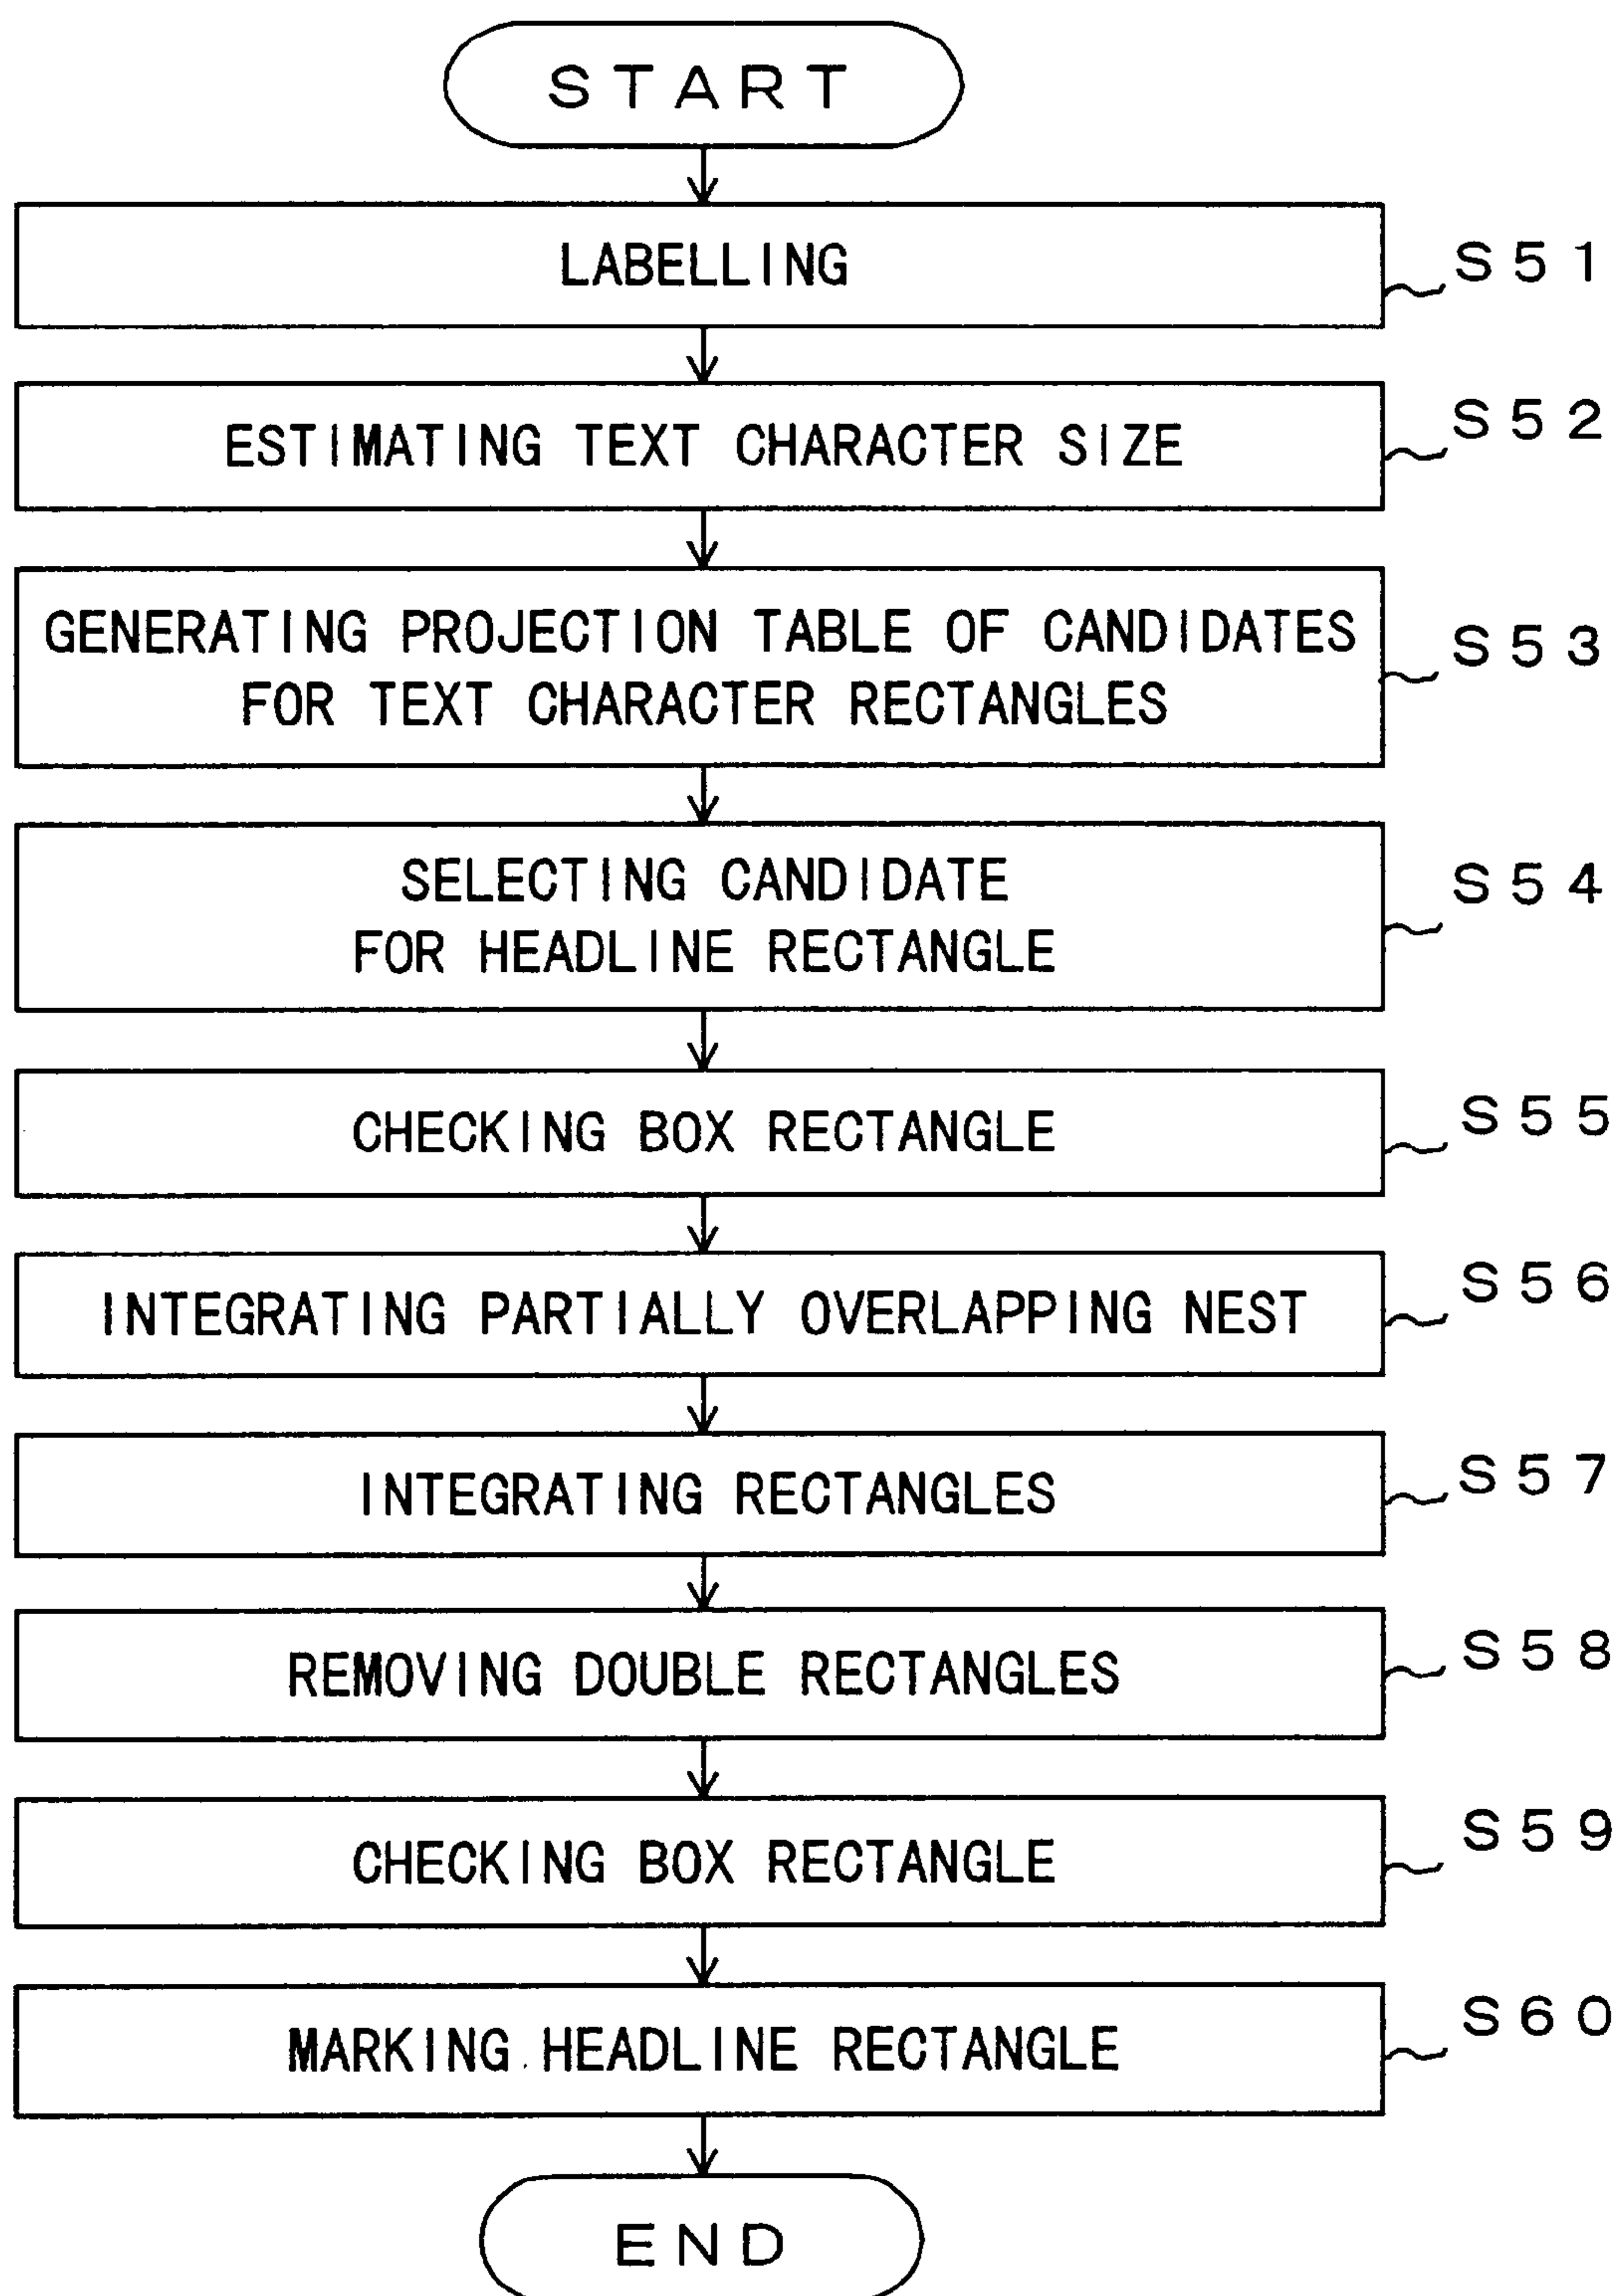 START
LABELLING
S51
ESTIMATING TEXT CHARACTER SIZE
S52
GENERATING PROJECTION TABLE OF CANDIDATES
FOR TEXT CHARACTER RECTANGLES
S53
SELECTING CANDIDATE
FOR HEADLINE RECTANGLE
S54
CHECKING BOX RECTANGLE
S55
INTEGRATING PARTIALLY OVERLAPPING NEST
S56
INTEGRATING RECTANGLES
S57
REMOVING DOUBLE RECTANGLES
S58
CHECKING BOX RECTANGLE
S59
MARKING HEADLINE RECTANGLE
S60
END